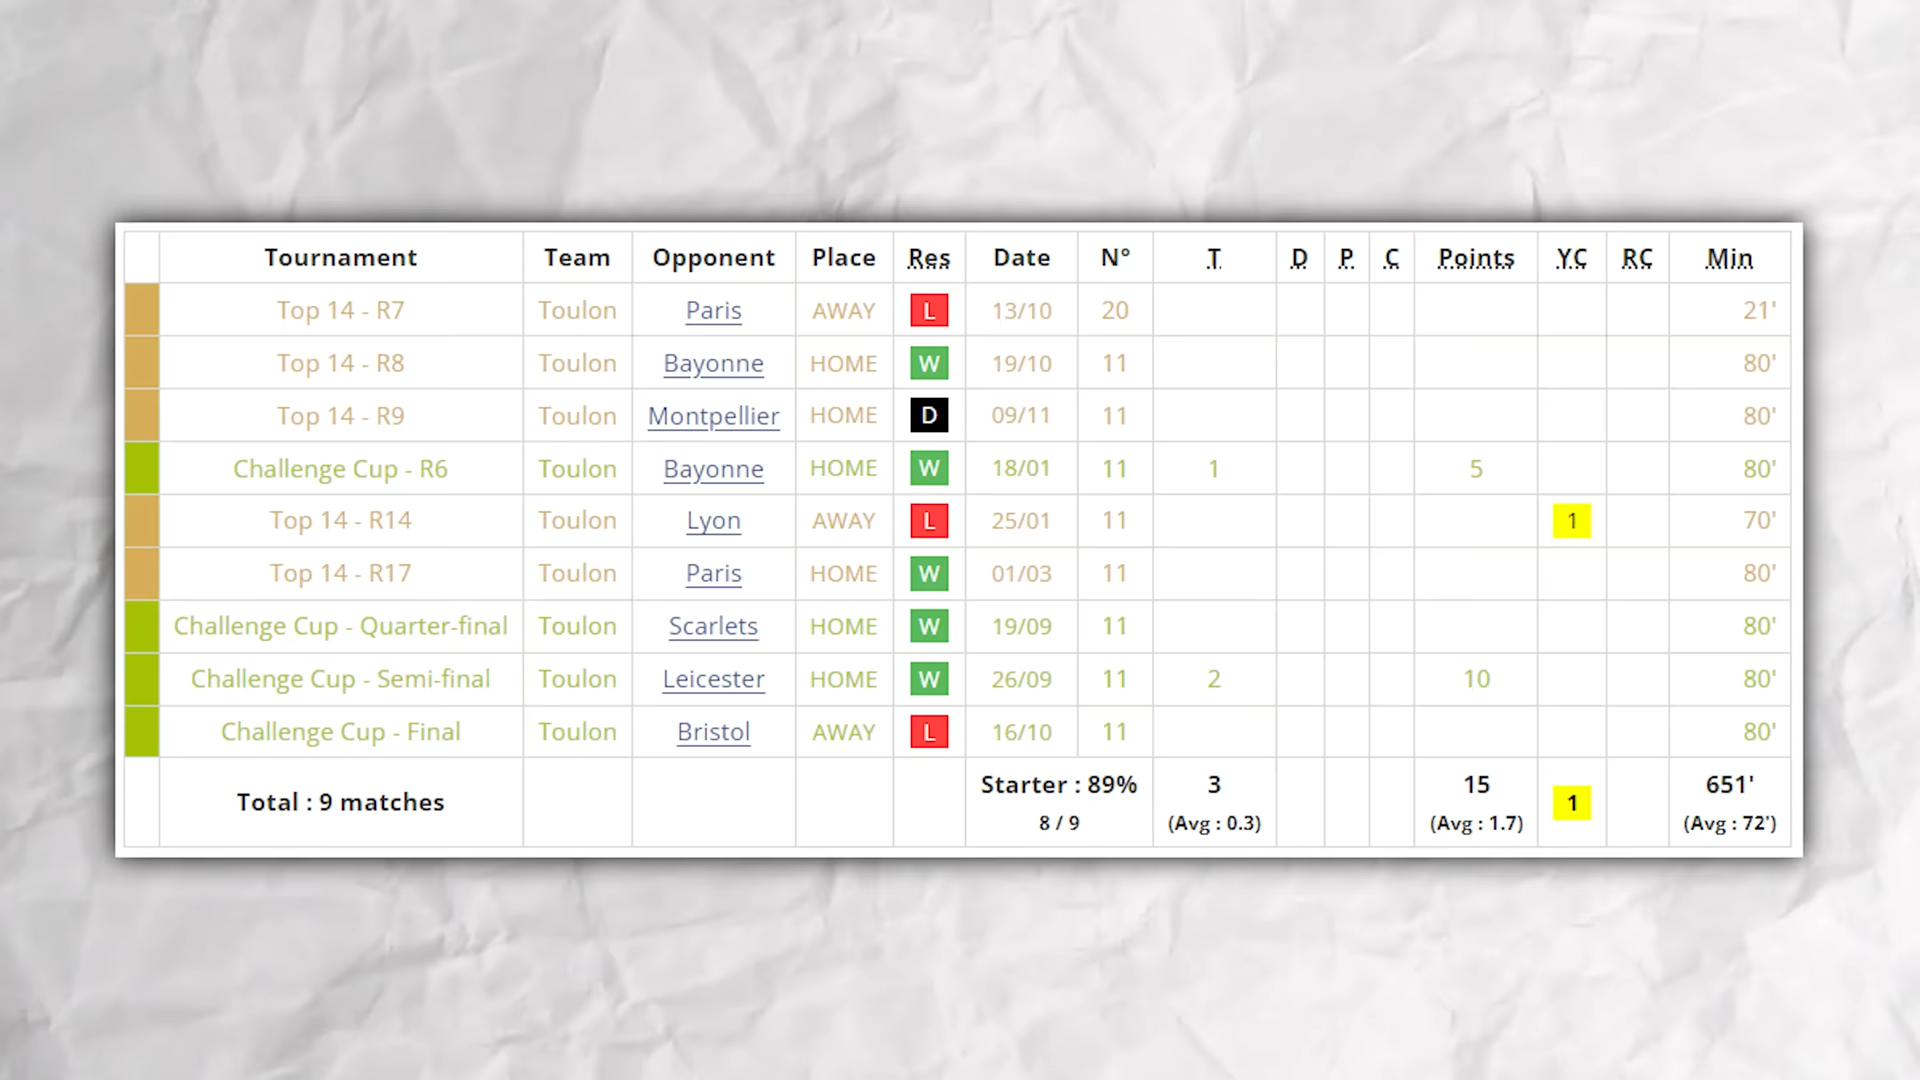 Tournament Team Opponent Place Res Date N° T D P C Points YC RC Min
Top 14 - R7 Toulon Paris AWAY L 13/10 20 21'
Top 14 - R8 Toulon Bayonne HOME W 19/10 11 80'
Top 14 - R9 Toulon Montpellier HOME D 09/11 11 80'
Challenge Cup - R6 Toulon Bayonne HOME W 18/01 11 1 5 80'
Top 14 - R14 Toulon Lyon AWAY L 25/01 11 1 70'
Top 14 - R17 Toulon Paris HOME W 01/03 11 80'
Challenge Cup - Quarter-final Toulon Scarlets HOME W 19/09 11 80'
Challenge Cup - Semi-final Toulon Leicester HOME W 26/09 11 2 10 80'
Challenge Cup - Final Toulon Bristol AWAY L 16/10 11 80'
Total : 9 matches Starter : 89% 3 15 1 651'
8 / 9 (Avg : 0.3) (Avg : 1.7) (Avg : 72')